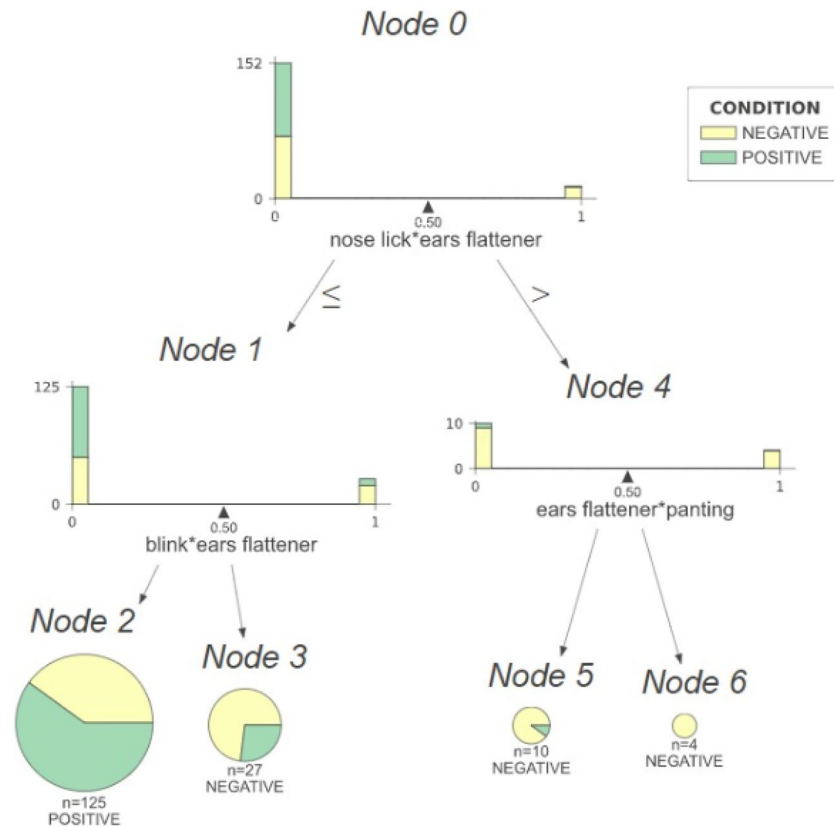 Node 0
152
0
0
0.50
1
nose lick*ears flattener
CONDITION
NEGATIVE
POSITIVE
≤
>
Node 1
125
0
0
0.50
1
blink*ears flattener
Node 4
10
0
0
0.50
1
ears flattener*panting
Node 2
n=125
POSITIVE
Node 3
n=27
NEGATIVE
Node 5
n=10
NEGATIVE
Node 6
n=4
NEGATIVE